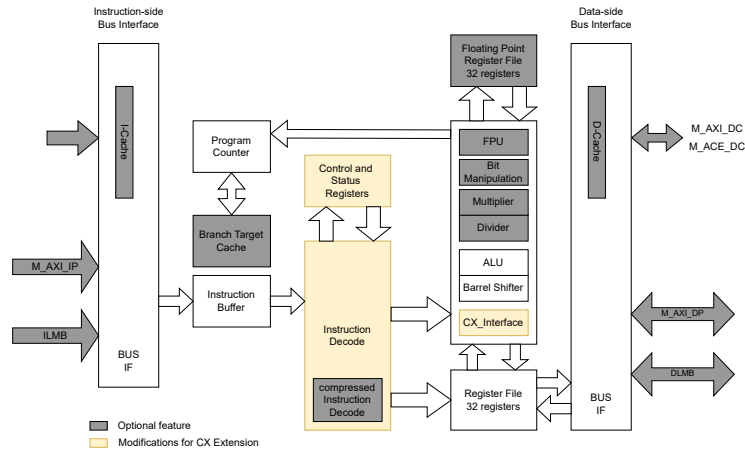 Instruction-side
Bus Interface
Data-side
Bus Interface
Floating Point
Register File
32 registers
I-Cache
D-Cache
M_AXI_DC
M_ACE_DC
Program
Counter
FPU
Bit
Manipulation
Control and
Status
Registers
Multiplier
Divider
Branch Target
Cache
ALU
M_AXI_IP
Barrel Shifter
Instruction
Buffer
M_AXI_DP
CX_Interface
ILMB
Instruction
Decode
BUS
IF
DLMB
compressed
Instruction
Decode
Register File
32 registers
BUS
IF
Optional feature
Modifications for CX Extension